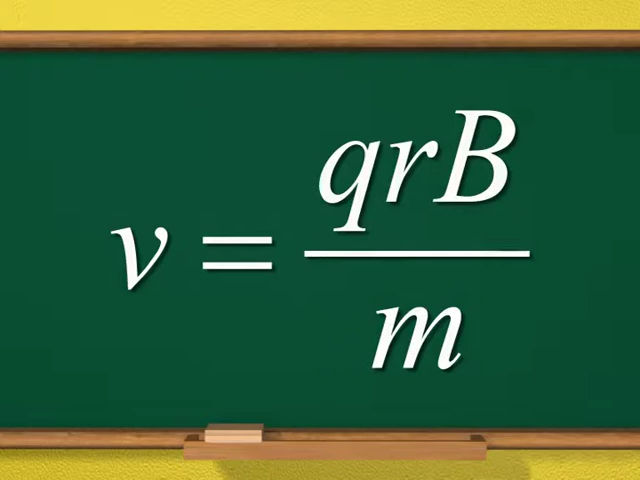 v = qrB/m